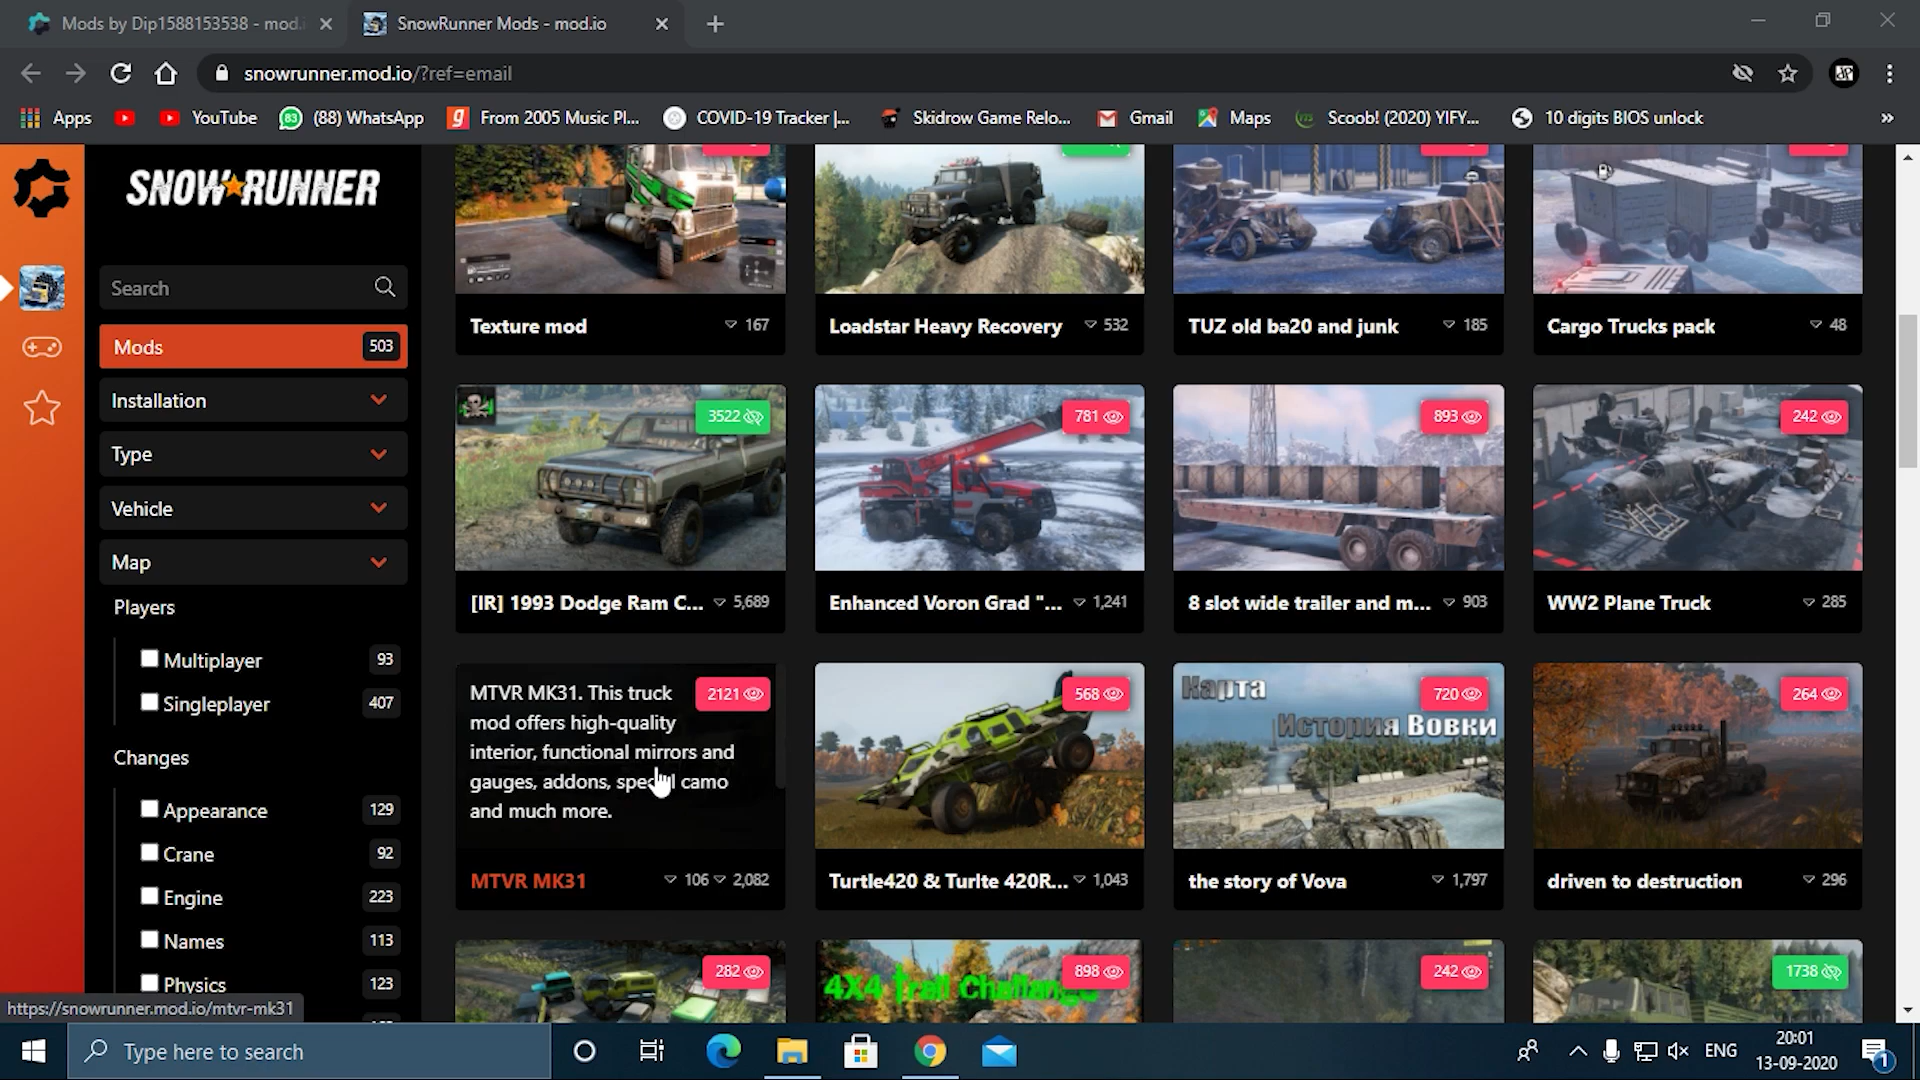 Mods by Dip1588153538 - mod.i
SnowRunner Mods - mod.io
snowrunner.mod.io/?ref=email
Apps
YouTube
(88) WhatsApp
From 2005 Music Pl...
COVID-19 Tracker |...
Skidrow Game Relo...
Gmail
Maps
Scoob! (2020) YIFY...
10 digits BIOS unlock
»
SNOWRUNNER
Search
Mods 503
Installation
Type
Vehicle
Map
Players
Multiplayer 93
Singleplayer 407
Changes
Appearance 129
Crane 92
Engine 223
Names 113
Physics 123
https://snowrunner.mod.io/mtvr-mk31
Texture mod 167
Loadstar Heavy Recovery 532
TUZ old ba20 and junk 185
Cargo Trucks pack 48
3522
[IR] 1993 Dodge Ram C... 5,689
781
Enhanced Voron Grad "... 1,241
893
8 slot wide trailer and m... 903
242
WW2 Plane Truck 285
MTVR MK31. This truck
mod offers high-quality
interior, functional mirrors and
gauges, addons, special camo
and much more.
2121
MTVR MK31 106 2,082
568
Turtle420 & Turlte 420R... 1,043
Карта
История Вовки
720
the story of Vova 1,797
264
driven to destruction 296
282
4X4 Trail Challange
898
242
1738
Type here to search
ENG
20:01
13-09-2020
1